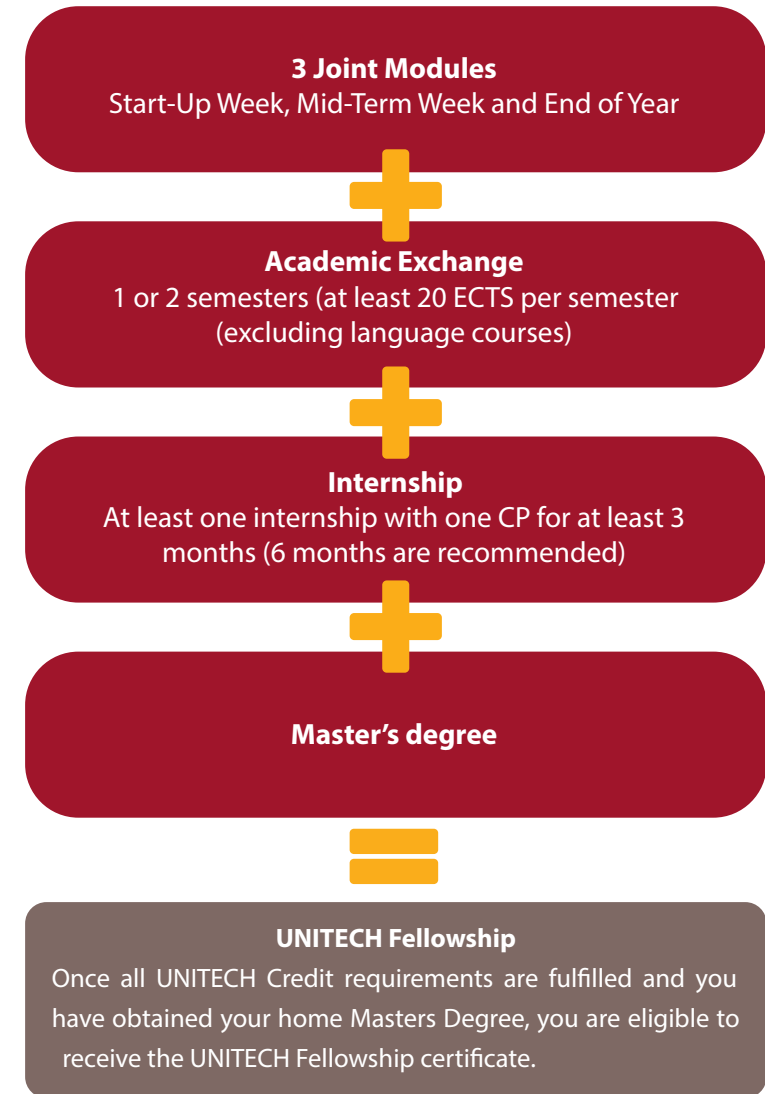 3 Joint Modules
Start-Up Week, Mid-Term Week and End of Year
Academic Exchange
1 or 2 semesters (at least 20 ECTS per semester
(excluding language courses)
Internship
At least one internship with one CP for at least 3
months (6 months are recommended)
Master’s degree
UNITECH Fellowship
Once all UNITECH Credit requirements are fulfilled and you
have obtained your home Masters Degree, you are eligible to
receive the UNITECH Fellowship certificate.